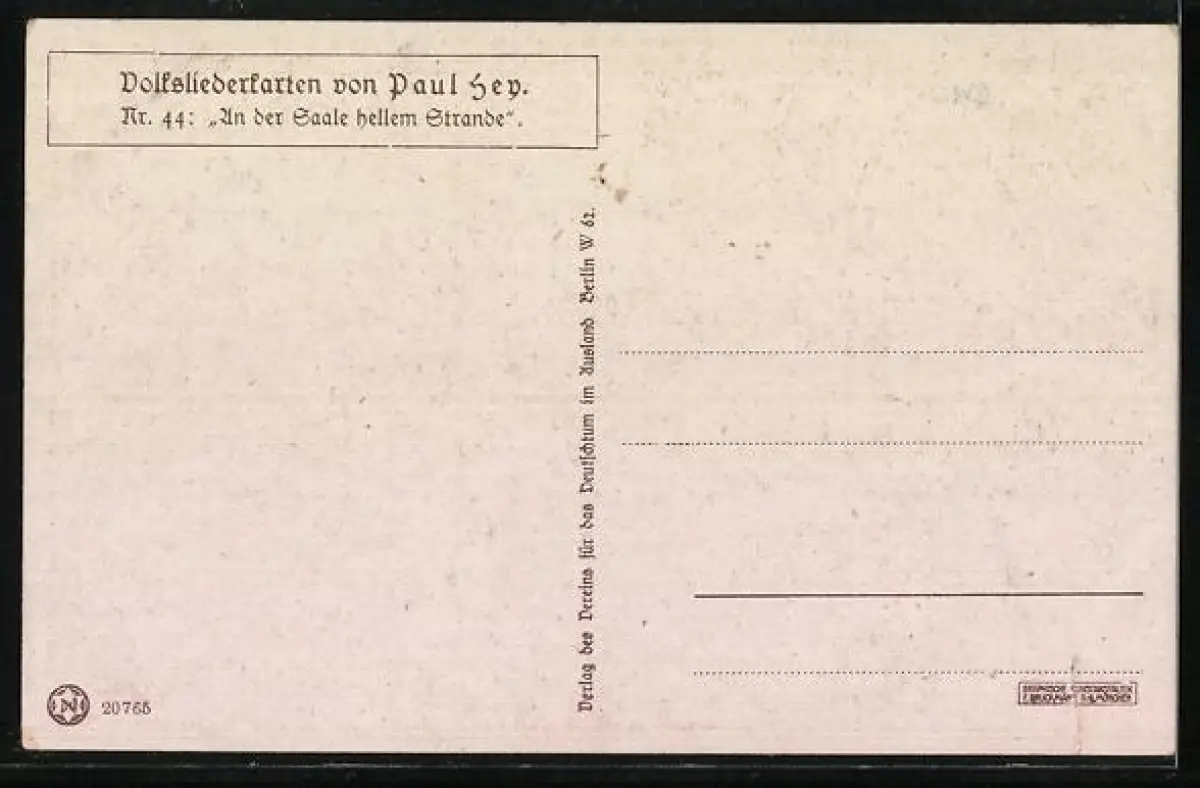 Volksliederkarten von Paul Hey.
Nr. 44: „An der Saale hellem Strande“.
Verlag des Vereins für das Deutschtum im Ausland Berlin W 62.
N
20765